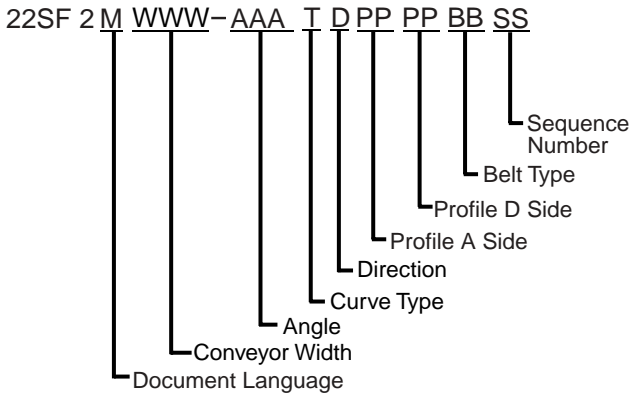 22SF 2 M WWW-AAA T D PP PP BB SS
Sequence
Number
Belt Type
Profile D Side
Profile A Side
Direction
Curve Type
Angle
Conveyor Width
Document Language